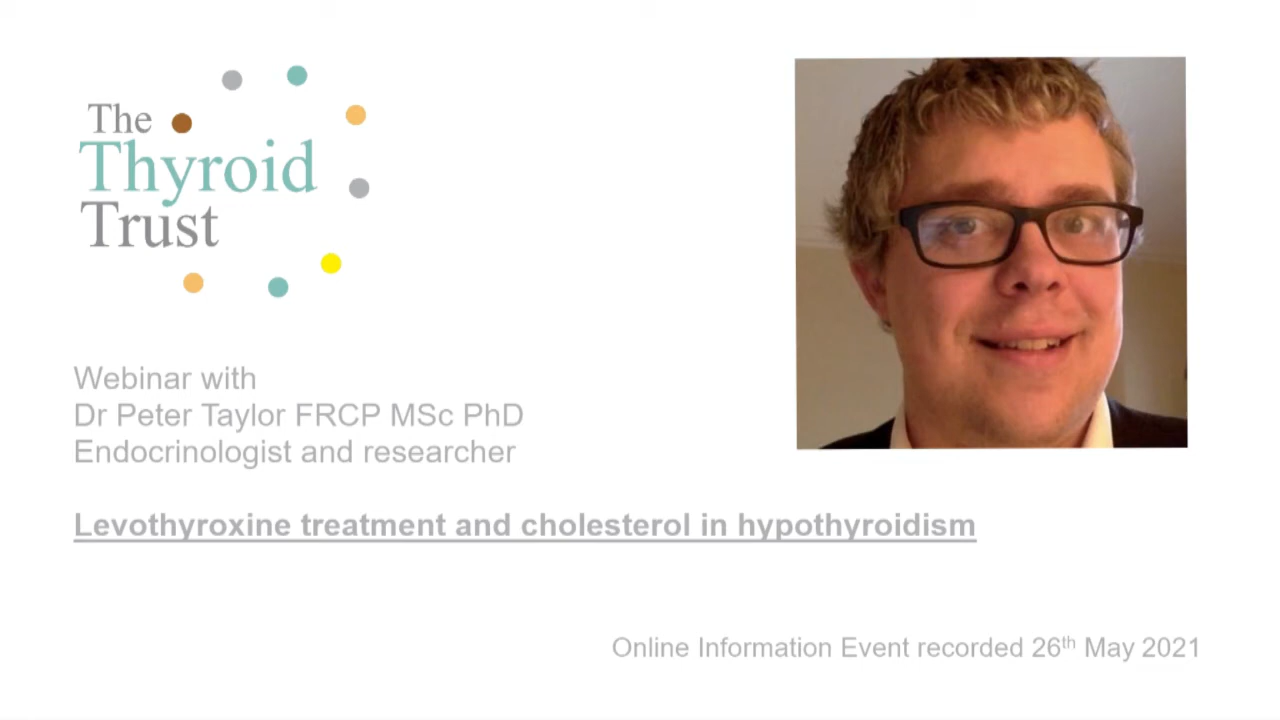 The
Thyroid
Trust
Webinar with
Dr Peter Taylor FRCP MSc PhD
Endocrinologist and researcher
Levothyroxine treatment and cholesterol in hypothyroidism
Online Information Event recorded 26th May 2021